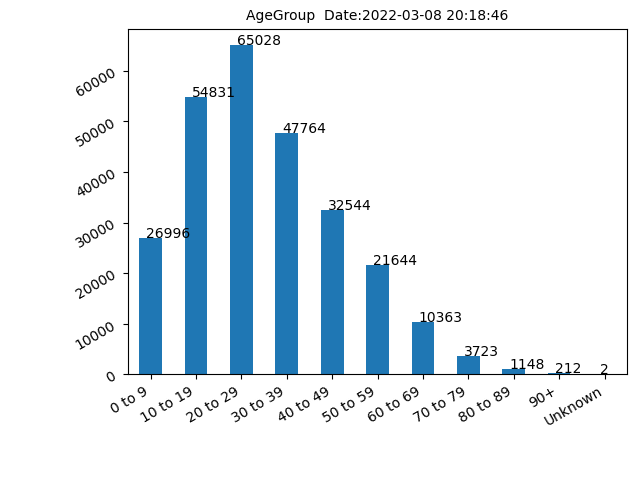 AgeGroup  Date:2022-03-08 20:18:46
60000
50000
40000
30000
20000
10000
0
26996
54831
65028
47764
32544
21644
10363
3723
1148
212
2
0 to 9
10 to 19
20 to 29
30 to 39
40 to 49
50 to 59
60 to 69
70 to 79
80 to 89
90+
Unknown